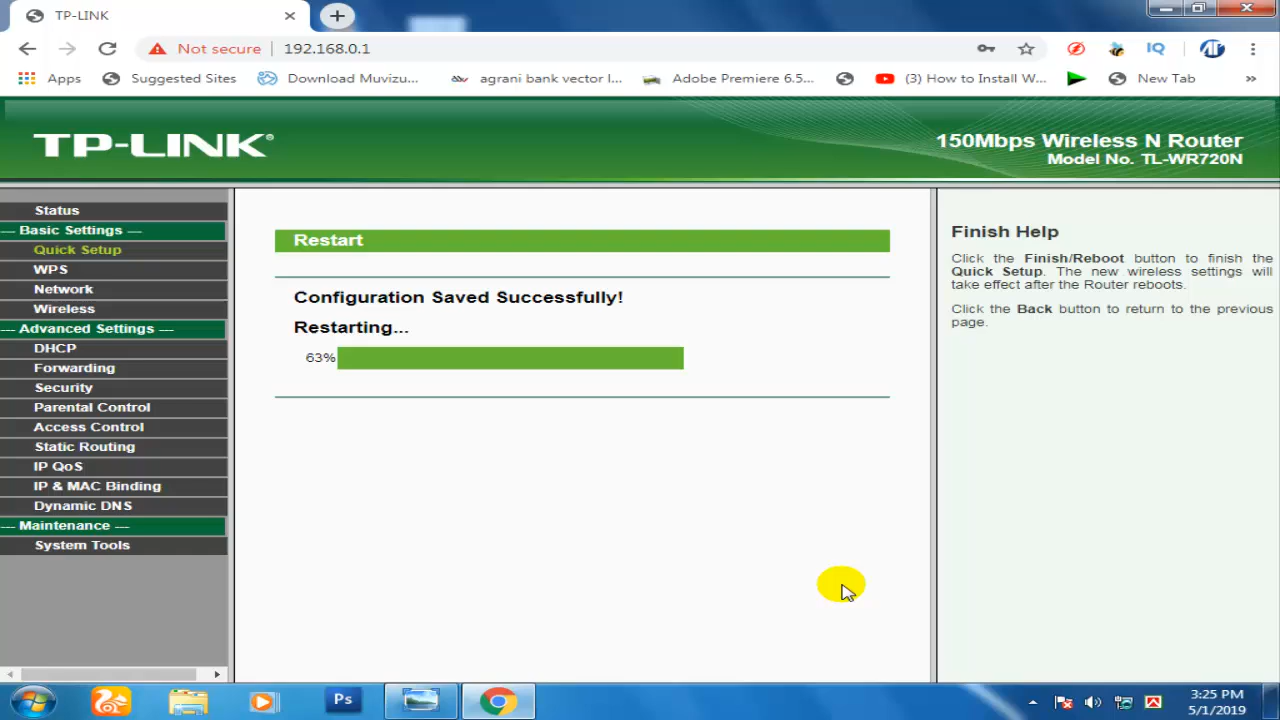 TP-LINK
Not secure
192.168.0.1
IQ
Apps
Suggested Sites
Download Muvizu...
agrani bank vector l...
Adobe Premiere 6.5...
(3) How to Install W...
New Tab
»
TP-LINK®
150Mbps Wireless N Router
Model No. TL-WR720N
Status
--- Basic Settings ---
Quick Setup
WPS
Network
Wireless
--- Advanced Settings ---
DHCP
Forwarding
Security
Parental Control
Access Control
Static Routing
IP QoS
IP & MAC Binding
Dynamic DNS
--- Maintenance ---
System Tools
Restart
Configuration Saved Successfully!
Restarting...
63%
Finish Help
Click the Finish/Reboot button to finish the
Quick Setup. The new wireless settings will
take effect after the Router reboots.
Click the Back button to return to the previous
page.
Ps
3:25 PM
5/1/2019